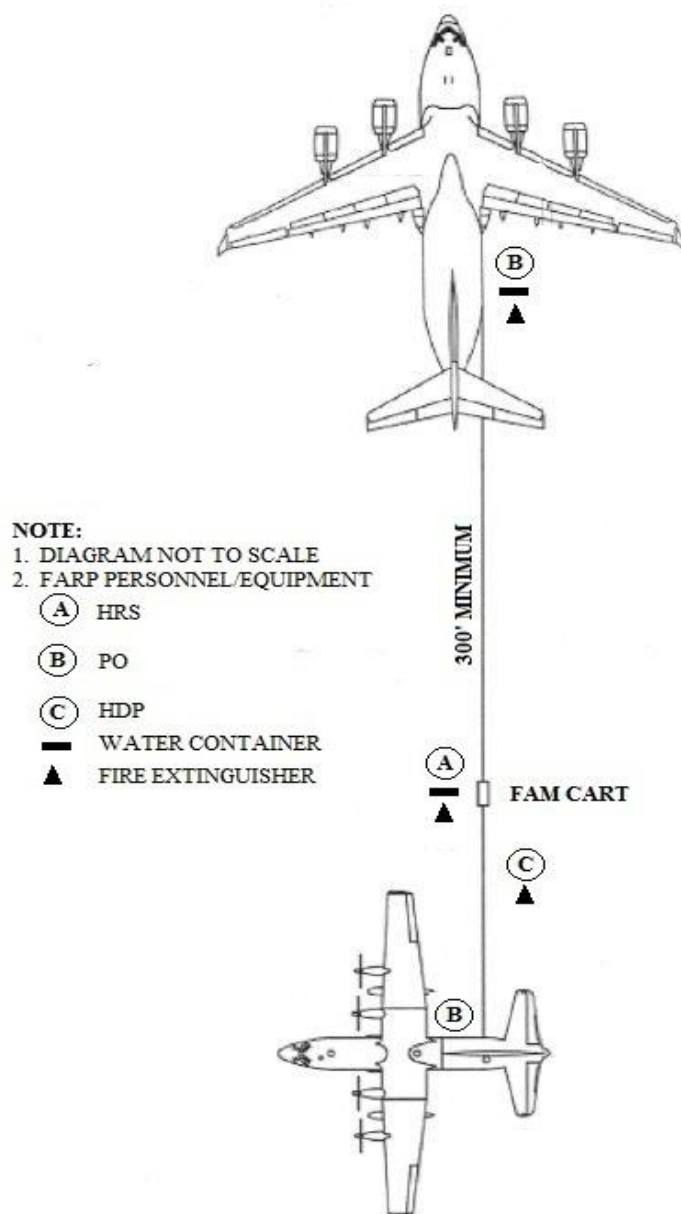 B
NOTE:
1. DIAGRAM NOT TO SCALE
2. FARP PERSONNEL/EQUIPMENT
A HRS
B PO
C HDP
WATER CONTAINER
FIRE EXTINGUISHER
300' MINIMUM
A
FAM CART
C
B